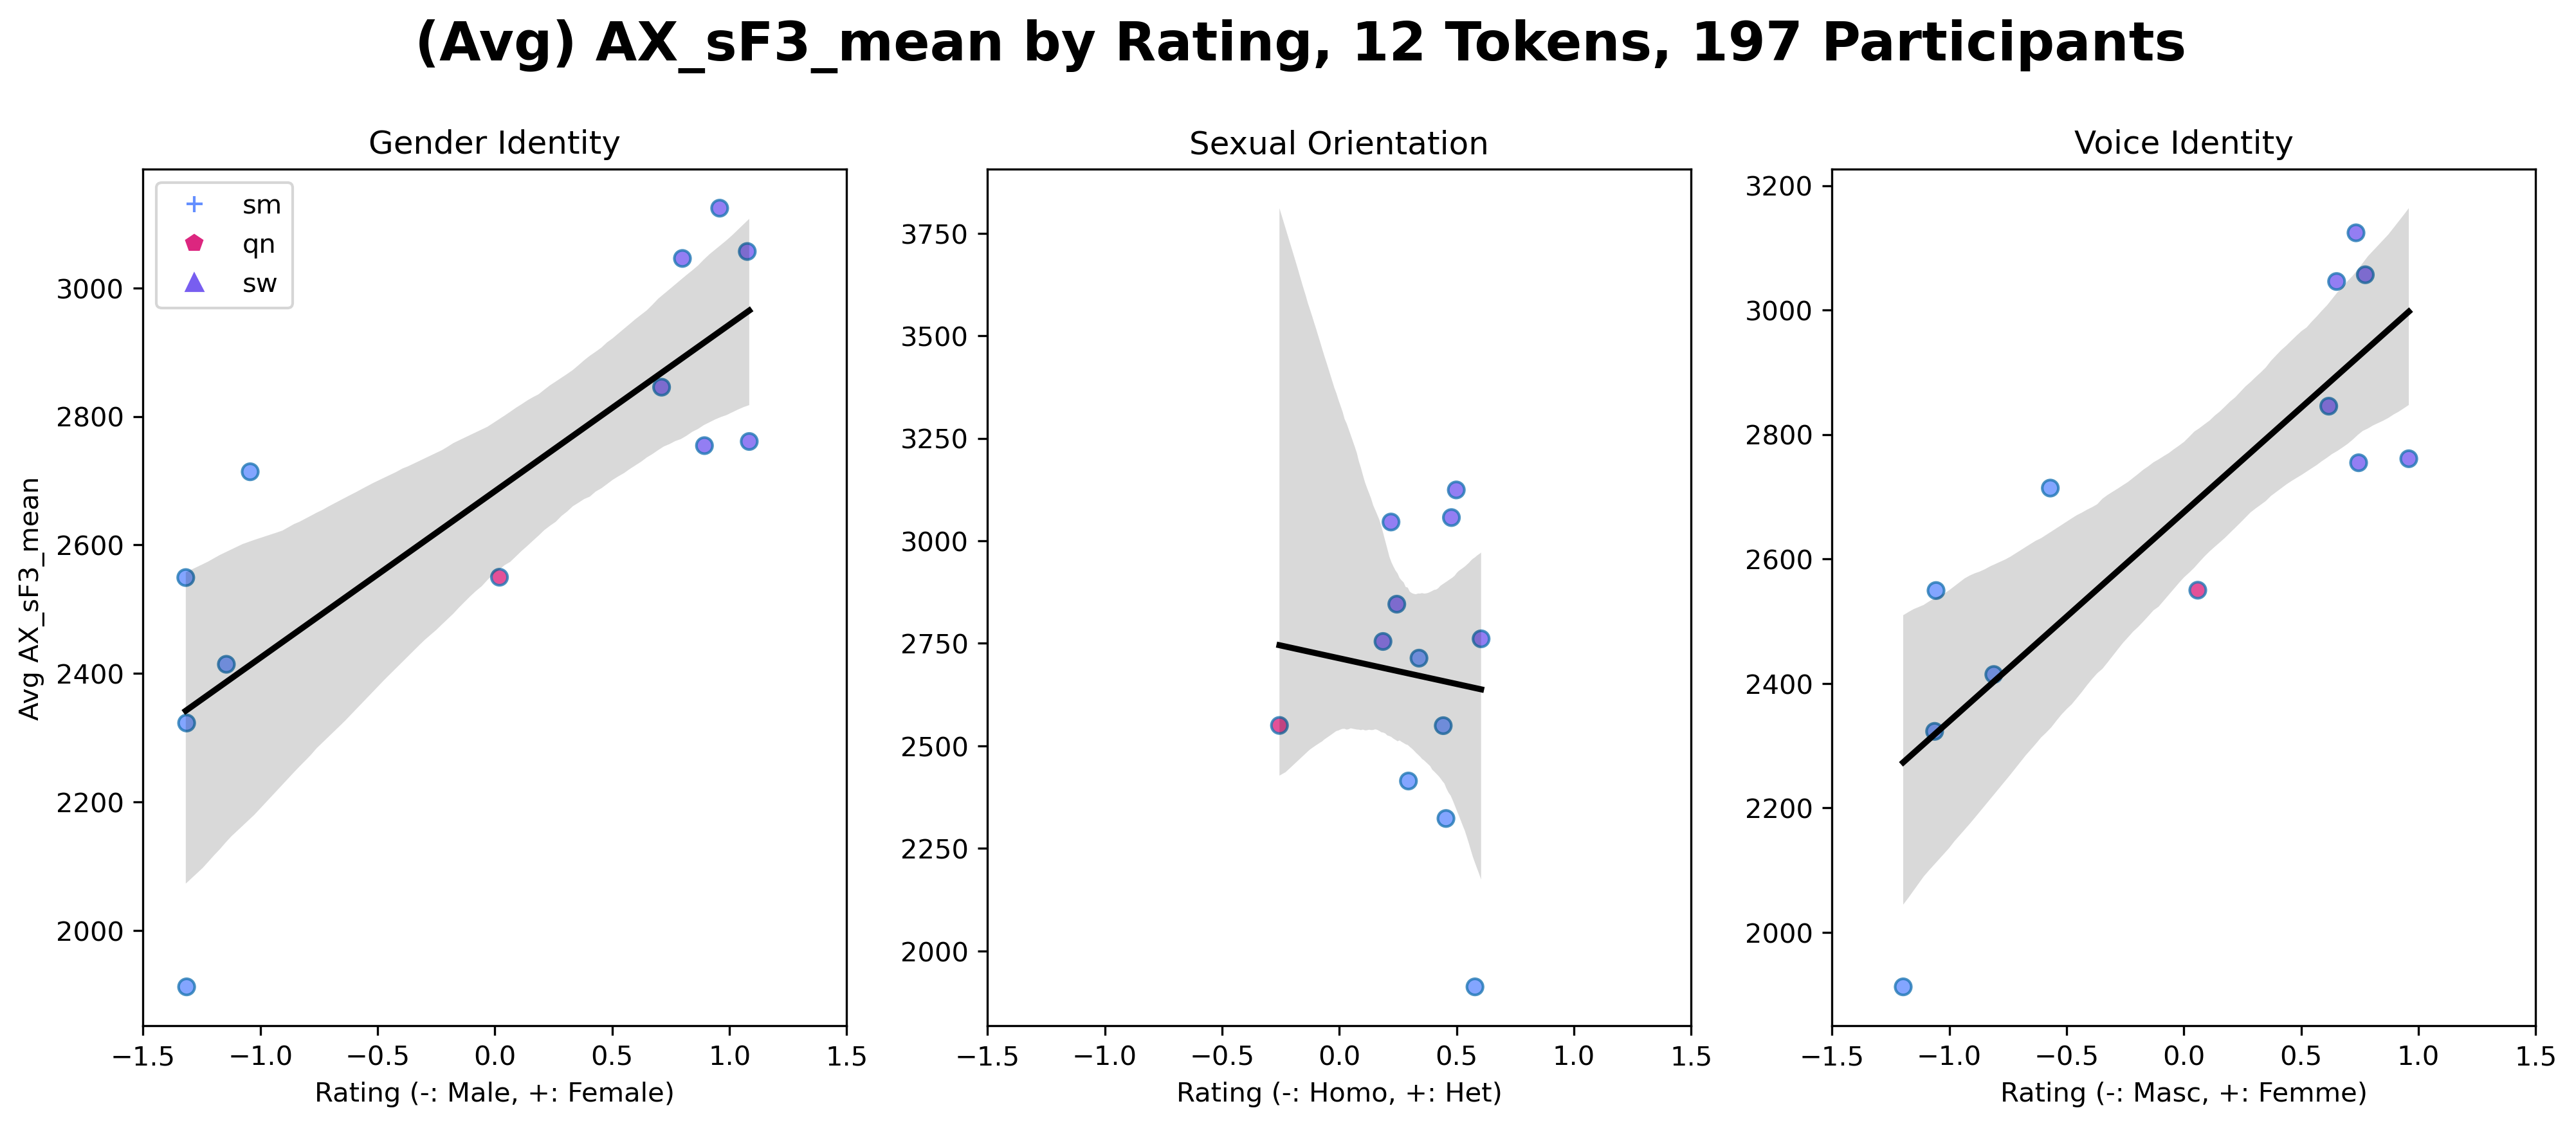 (Avg) AX_sF3_mean by Rating, 12 Tokens, 197 Participants
Gender Identity
sm
qn
sw
3000
2800
2600
2400
2200
2000
Avg AX_sF3_mean
−1.5 −1.0 −0.5 0.0 0.5 1.0 1.5
Rating (-: Male, +: Female)
Sexual Orientation
3750
3500
3250
3000
2750
2500
2250
2000
−1.5 −1.0 −0.5 0.0 0.5 1.0 1.5
Rating (-: Homo, +: Het)
Voice Identity
3200
3000
2800
2600
2400
2200
2000
−1.5 −1.0 −0.5 0.0 0.5 1.0 1.5
Rating (-: Masc, +: Femme)